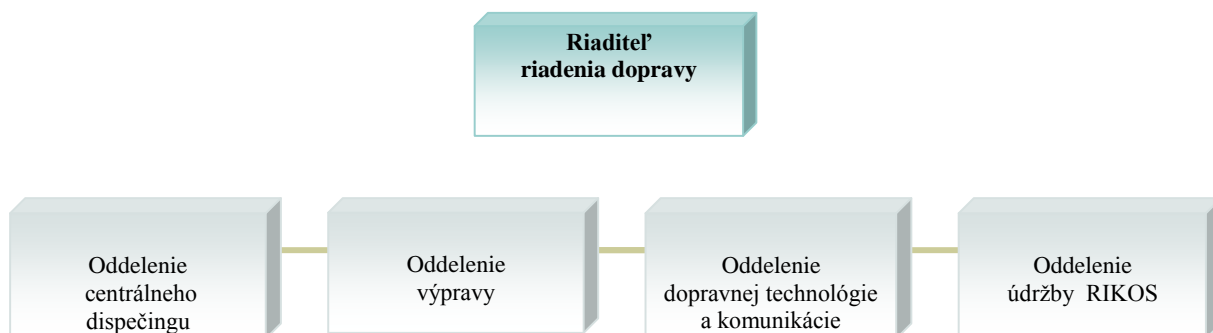 Riaditeľ
riadenia dopravy
Oddelenie
centrálneho
dispečingu
Oddelenie
výpravy
Oddelenie
dopravnej technológie
a komunikácie
Oddelenie
údržby RIKOS